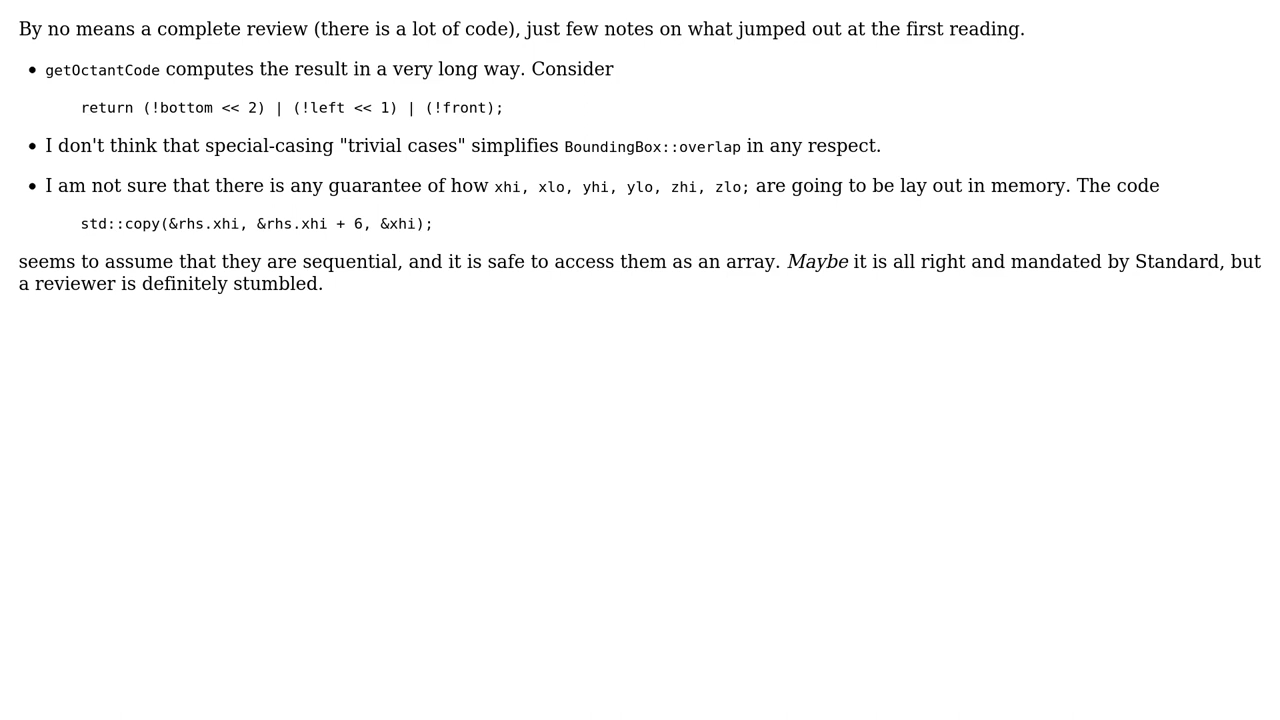 By no means a complete review (there is a lot of code), just few notes on what jumped out at the first reading.
• getOctantCode computes the result in a very long way. Consider
return (!bottom << 2) | (!left << 1) | (!front);
• I don't think that special-casing "trivial cases" simplifies BoundingBox::overlap in any respect.
• I am not sure that there is any guarantee of how xhi, xlo, yhi, ylo, zhi, zlo; are going to be lay out in memory. The code
std::copy(&rhs.xhi, &rhs.xhi + 6, &xhi);
seems to assume that they are sequential, and it is safe to access them as an array. Maybe it is all right and mandated by Standard, but
a reviewer is definitely stumbled.